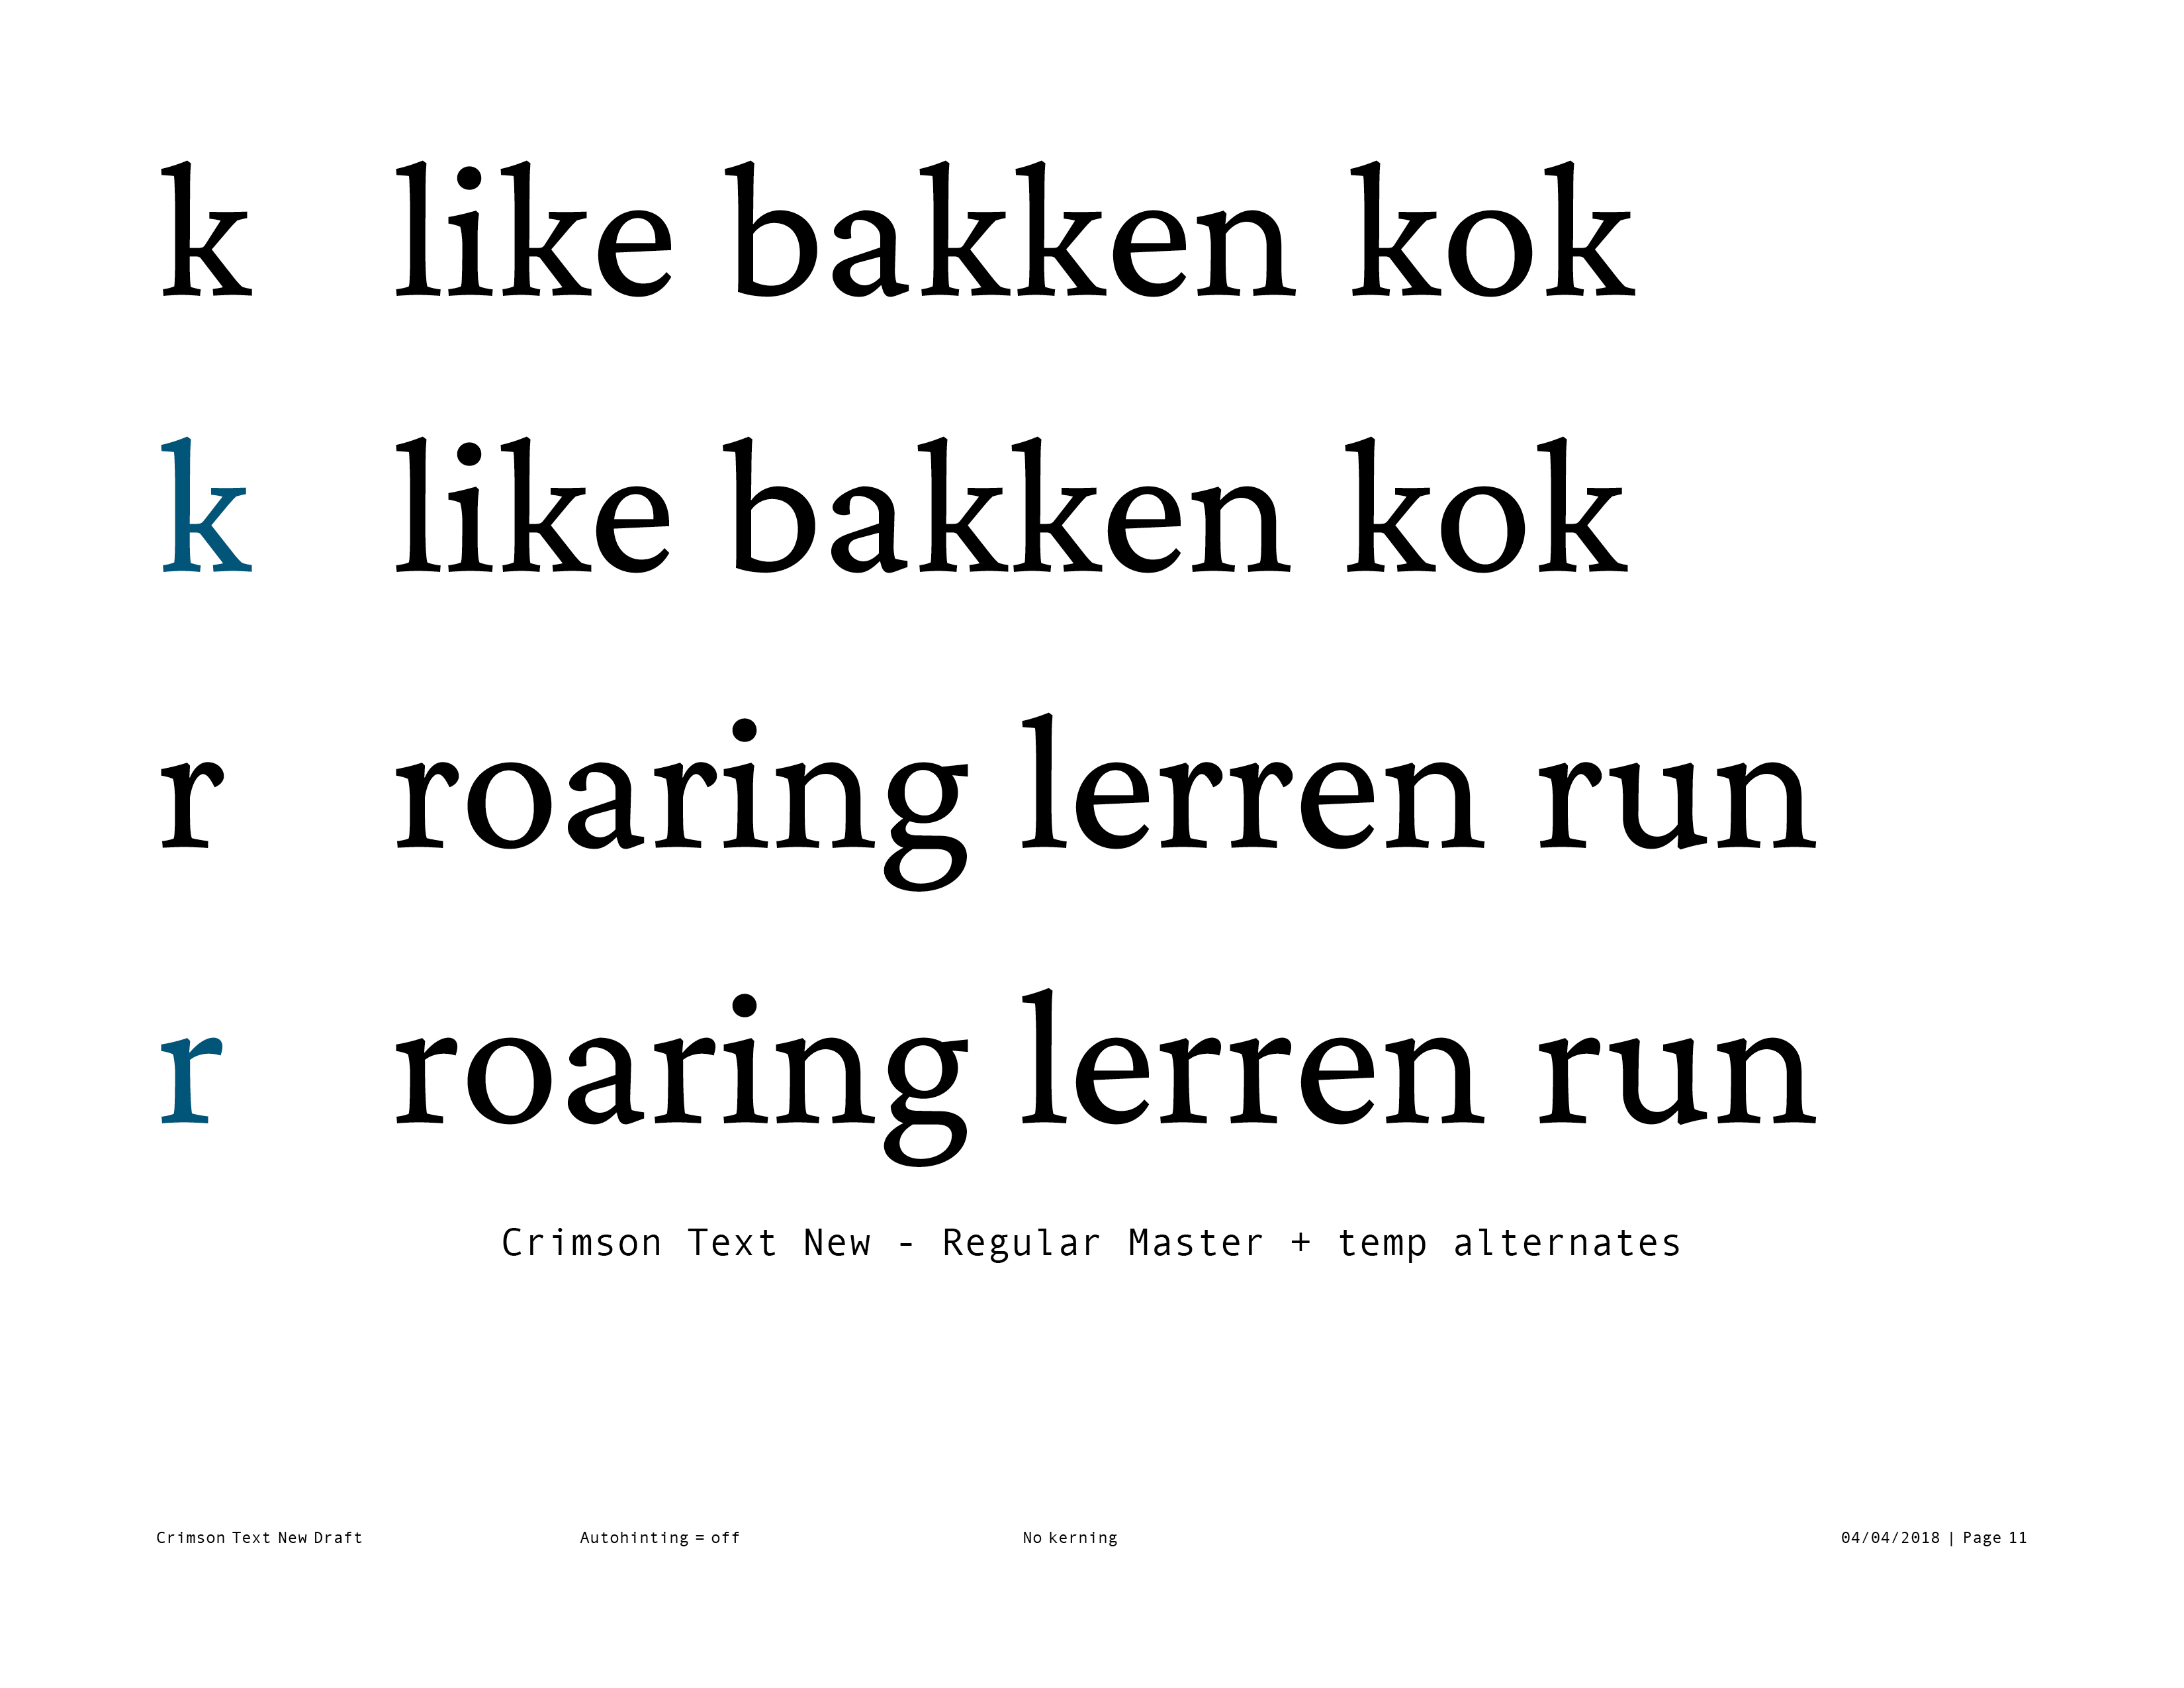 k like bakken kok
k like bakken kok
r roaring lerren run
r roaring lerren run
Crimson Text New - Regular Master + temp alternates
Crimson Text New Draft Autohinting = off No kerning 04/04/2018 | Page 11